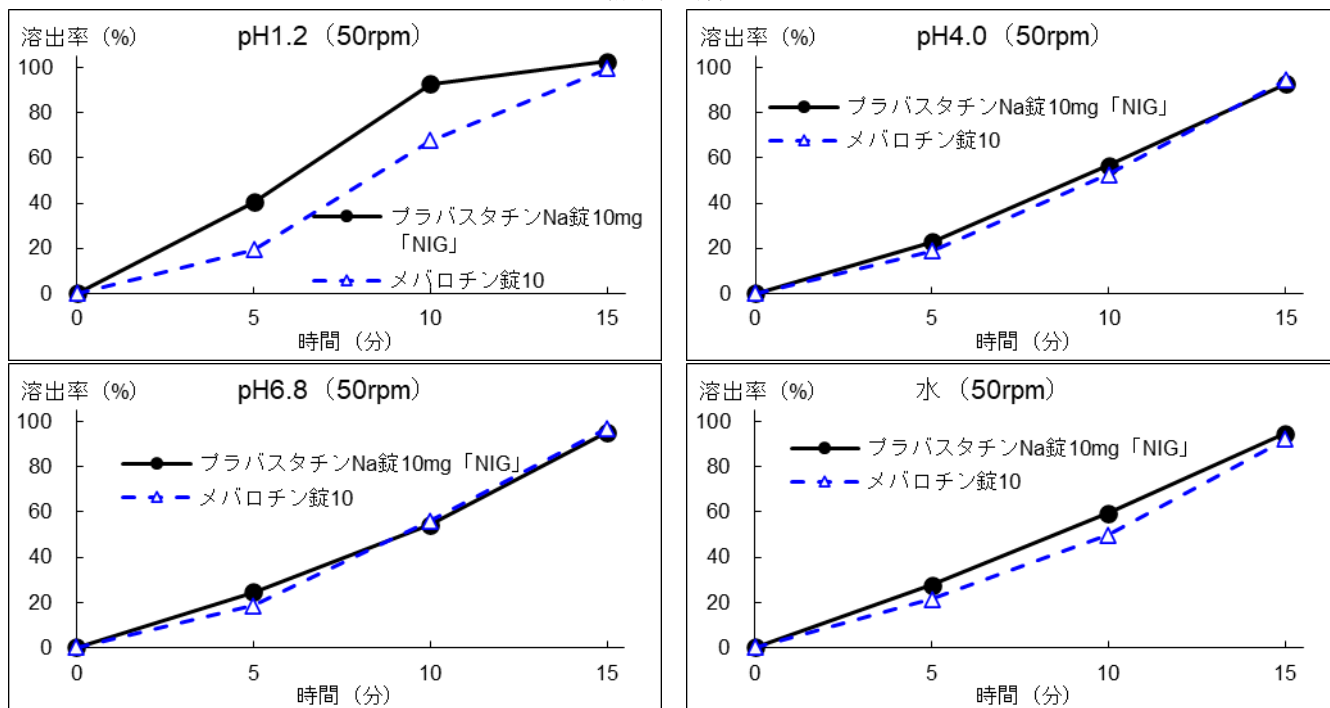 溶出率（%）
pH1.2（50rpm）
100
80
60
40
20
0
プラバスタチンNa錠10mg
「NIG」
メバロチン錠10
0 5 10 15
時間（分）
溶出率（%）
pH4.0（50rpm）
100
80
60
40
20
0
プラバスタチンNa錠10mg「NIG」
メバロチン錠10
0 5 10 15
時間（分）
溶出率（%）
pH6.8（50rpm）
100
80
60
40
20
0
プラバスタチンNa錠10mg「NIG」
メバロチン錠10
0 5 10 15
時間（分）
溶出率（%）
水（50rpm）
100
80
60
40
20
0
プラバスタチンNa錠10mg「NIG」
メバロチン錠10
0 5 10 15
時間（分）